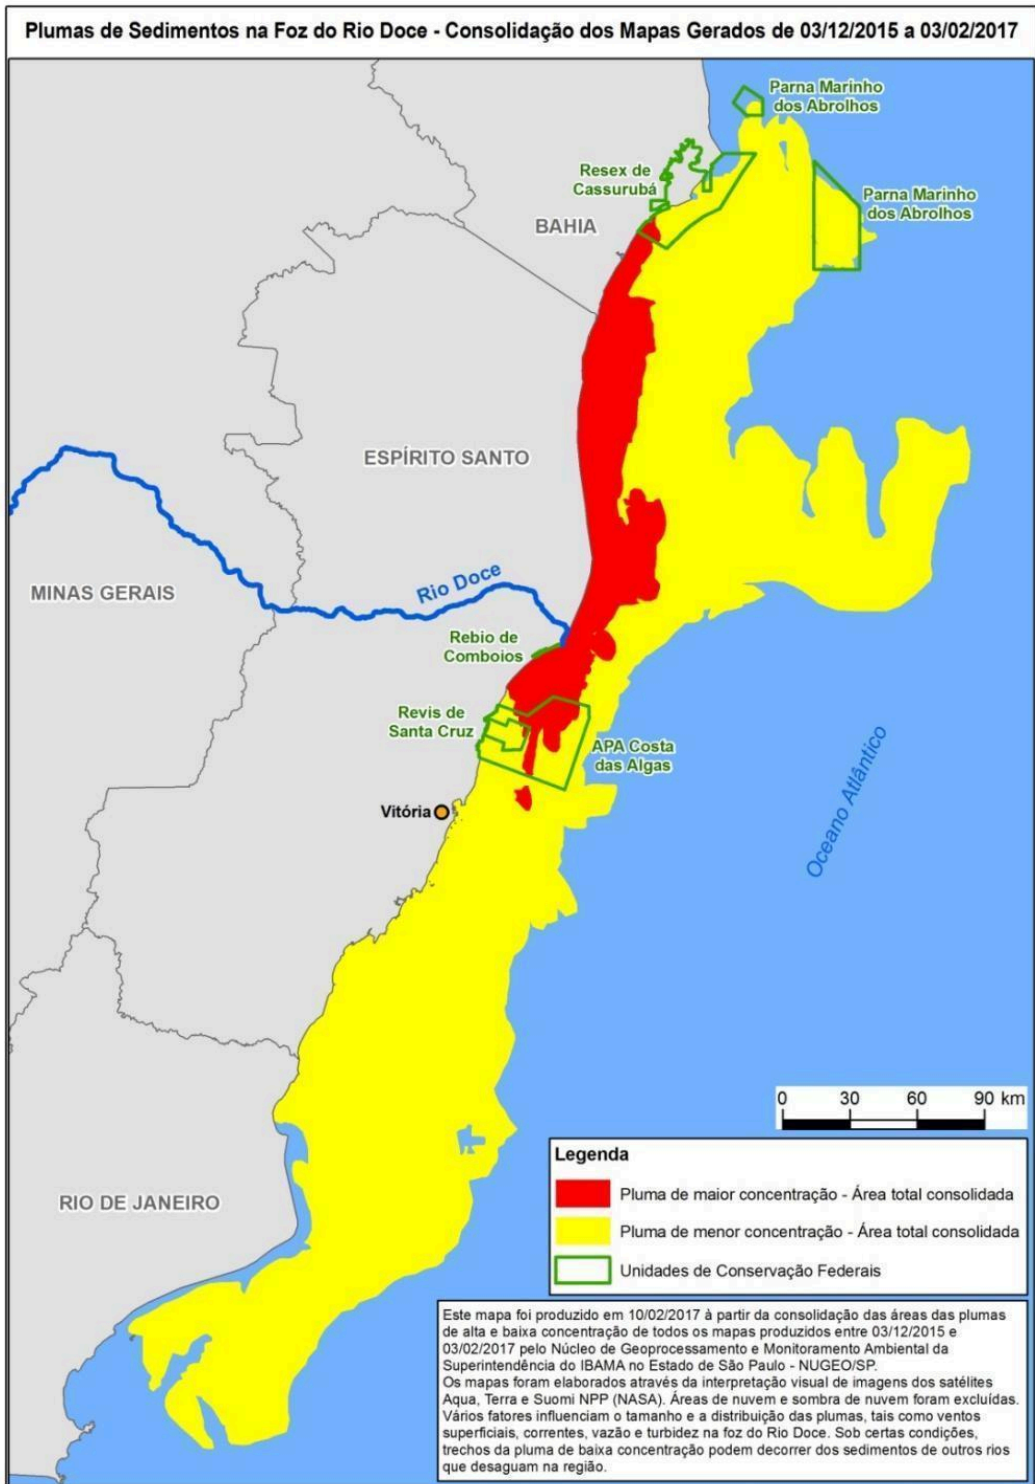 Plumas de Sedimentos na Foz do Rio Doce - Consolidação dos Mapas Gerados de 03/12/2015 a 03/02/2017
Parna Marinho
dos Abrolhos
Resex de
Cassurubá
Parna Marinho
dos Abrolhos
BAHIA
ESPÍRITO SANTO
MINAS GERAIS
Rio Doce
Rebio de
Comboios
Revis de
Santa Cruz
APA Costa
das Algas
Oceano Atlântico
Vitória
0 30 60 90 km
RIO DE JANEIRO
Legenda
Pluma de maior concentração - Área total consolidada
Pluma de menor concentração - Área total consolidada
Unidades de Conservação Federais
Este mapa foi produzido em 10/02/2017 à partir da consolidação das áreas das plumas
de alta e baixa concentração de todos os mapas produzidos entre 03/12/2015 e
03/02/2017 pelo Núcleo de Geoprocessamento e Monitoramento Ambiental da
Superintendência do IBAMA no Estado de São Paulo - NUGEO/SP.
Os mapas foram elaborados através da interpretação visual de imagens dos satélites
Aqua, Terra e Suomi NPP (NASA). Áreas de nuvem e sombra de nuvem foram excluídas.
Vários fatores influenciam o tamanho e a distribuição das plumas, tais como ventos
superficiais, correntes, vazão e turbidez na foz do Rio Doce. Sob certas condições,
trechos da pluma de baixa concentração podem decorrer dos sedimentos de outros rios
que desaguam na região.